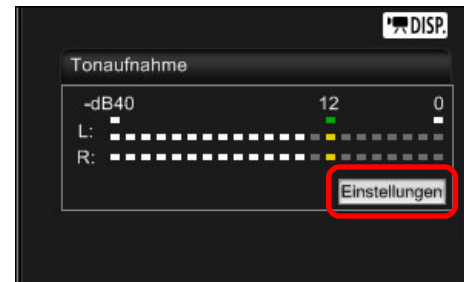 DISP.
Tonaufnahme
-dB40 12 0
L:
R:
Einstellungen